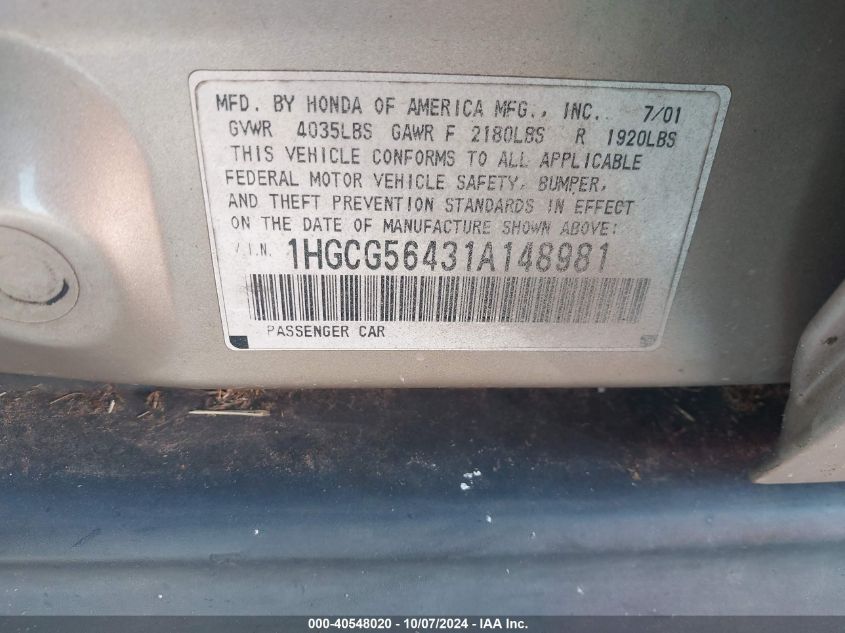 MFD. BY HONDA OF AMERICA MFG., INC. 7/01
GVWR 4035LBS GAWR F 2180LBS R 1920LBS
THIS VEHICLE CONFORMS TO ALL APPLICABLE
FEDERAL MOTOR VEHICLE SAFETY, BUMPER,
AND THEFT PREVENTION STANDARDS IN EFFECT
ON THE DATE OF MANUFACTURE SHOWN ABOVE:
V.I.N. 1HGCG56431A148981
PASSENGER CAR
000-40548020 - 10/07/2024 - IAA Inc.